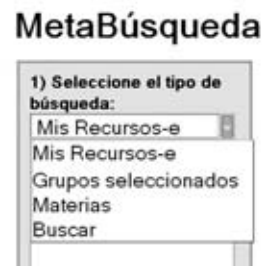 MetaBúsqueda
1) Seleccione el tipo de
búsqueda:
Mis Recursos-e
Mis Recursos-e
Grupos seleccionados
Materias
Buscar